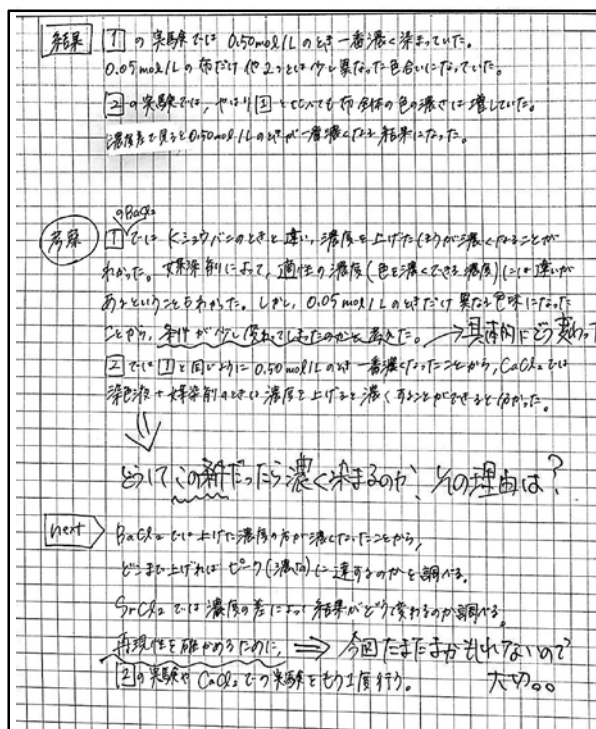 結果 1 の実験では 0.50mol/L のとき一番濃く染まっていた。
0.05mol/L の布だけ他2つとは少し異なった色合いになっていた。
2 の実験では、やはり 1 と比べても布全体の色の濃さは増していた。
濃度差で見ると0.50mol/Lのときが一番濃くなる結果になった。
のBaCl2
考察 1 では Kミョウバンのときと違い、濃度を上げたほうが濃くなることが
わかった。媒染剤によって、適性の濃度(色を濃くできる濃度)には違いが
あるということもわかった。しかし、0.05mol/Lのときだけ異なる色味になった
ことから、条件が少し変わってしまったのかと考えた。→具体的にどう変わって
2 では 1 と同じように 0.50mol/Lのとき一番濃くなったことから、CaCl2では
染色液+媒染剤のときは濃度を上げると濃くすることができると分かった。
どうしてこの条件だったら濃く染まるのか、その理由は?
next BaCl2 では上げた濃度の方が濃くなったことから、
どこまで上げればピーク(濃さの)に達するのかを調べる。
SrCl2 では濃度の差によって結果がどう変わるのか調べる。
再現性を確かめるために、⇒ 今回たまたまかもしれないので
2 の実験や CaCl2 での実験をもう1度行う。 大切。。